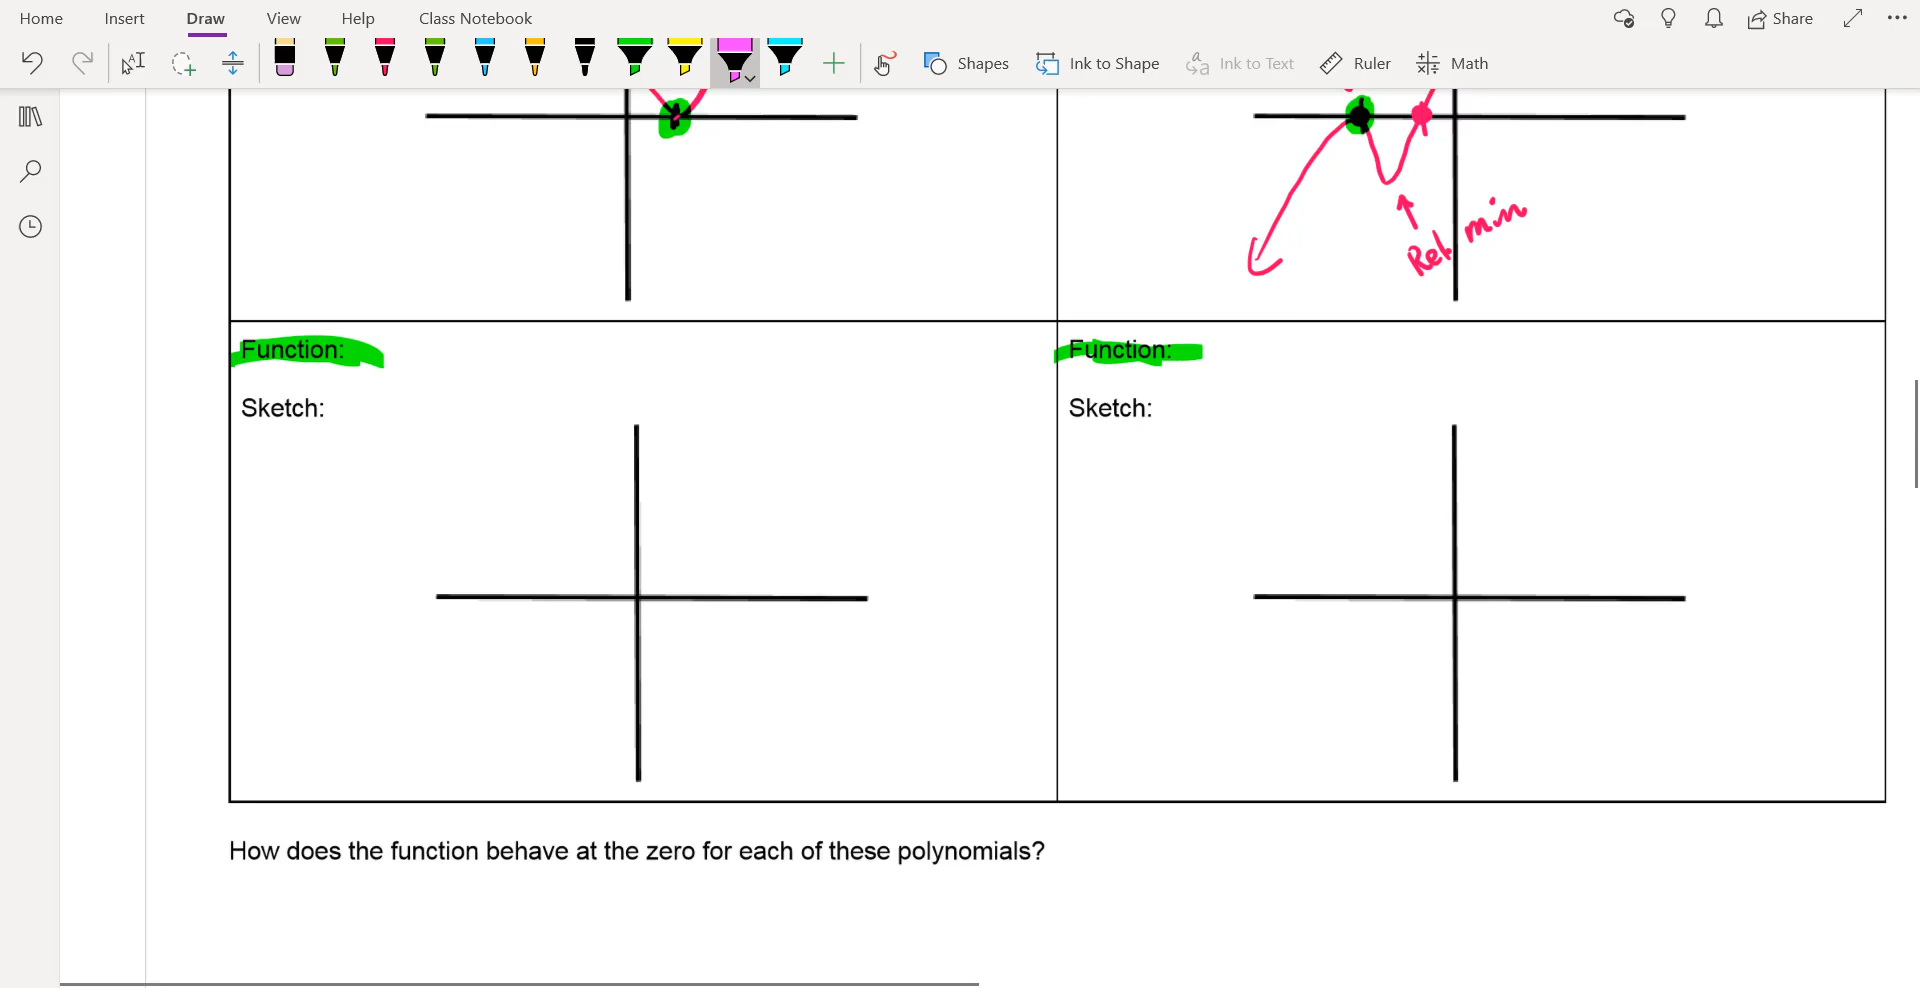 Home Insert Draw View Help Class Notebook Share
Shapes Ink to Shape Ink to Text Ruler Math
Rel min
Function: Function:
Sketch: Sketch:
How does the function behave at the zero for each of these polynomials?